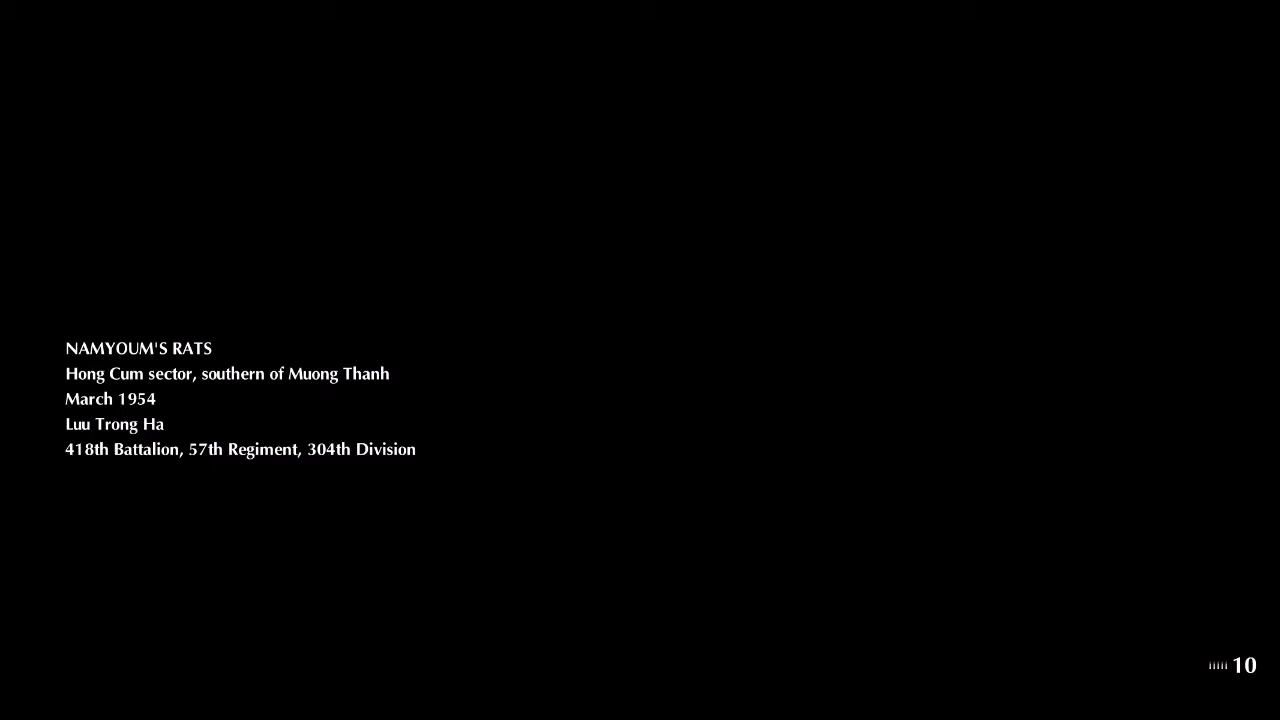 NAMYOUM'S RATS
Hong Cum sector, southern of Muong Thanh
March 1954
Luu Trong Ha
418th Battalion, 57th Regiment, 304th Division
10